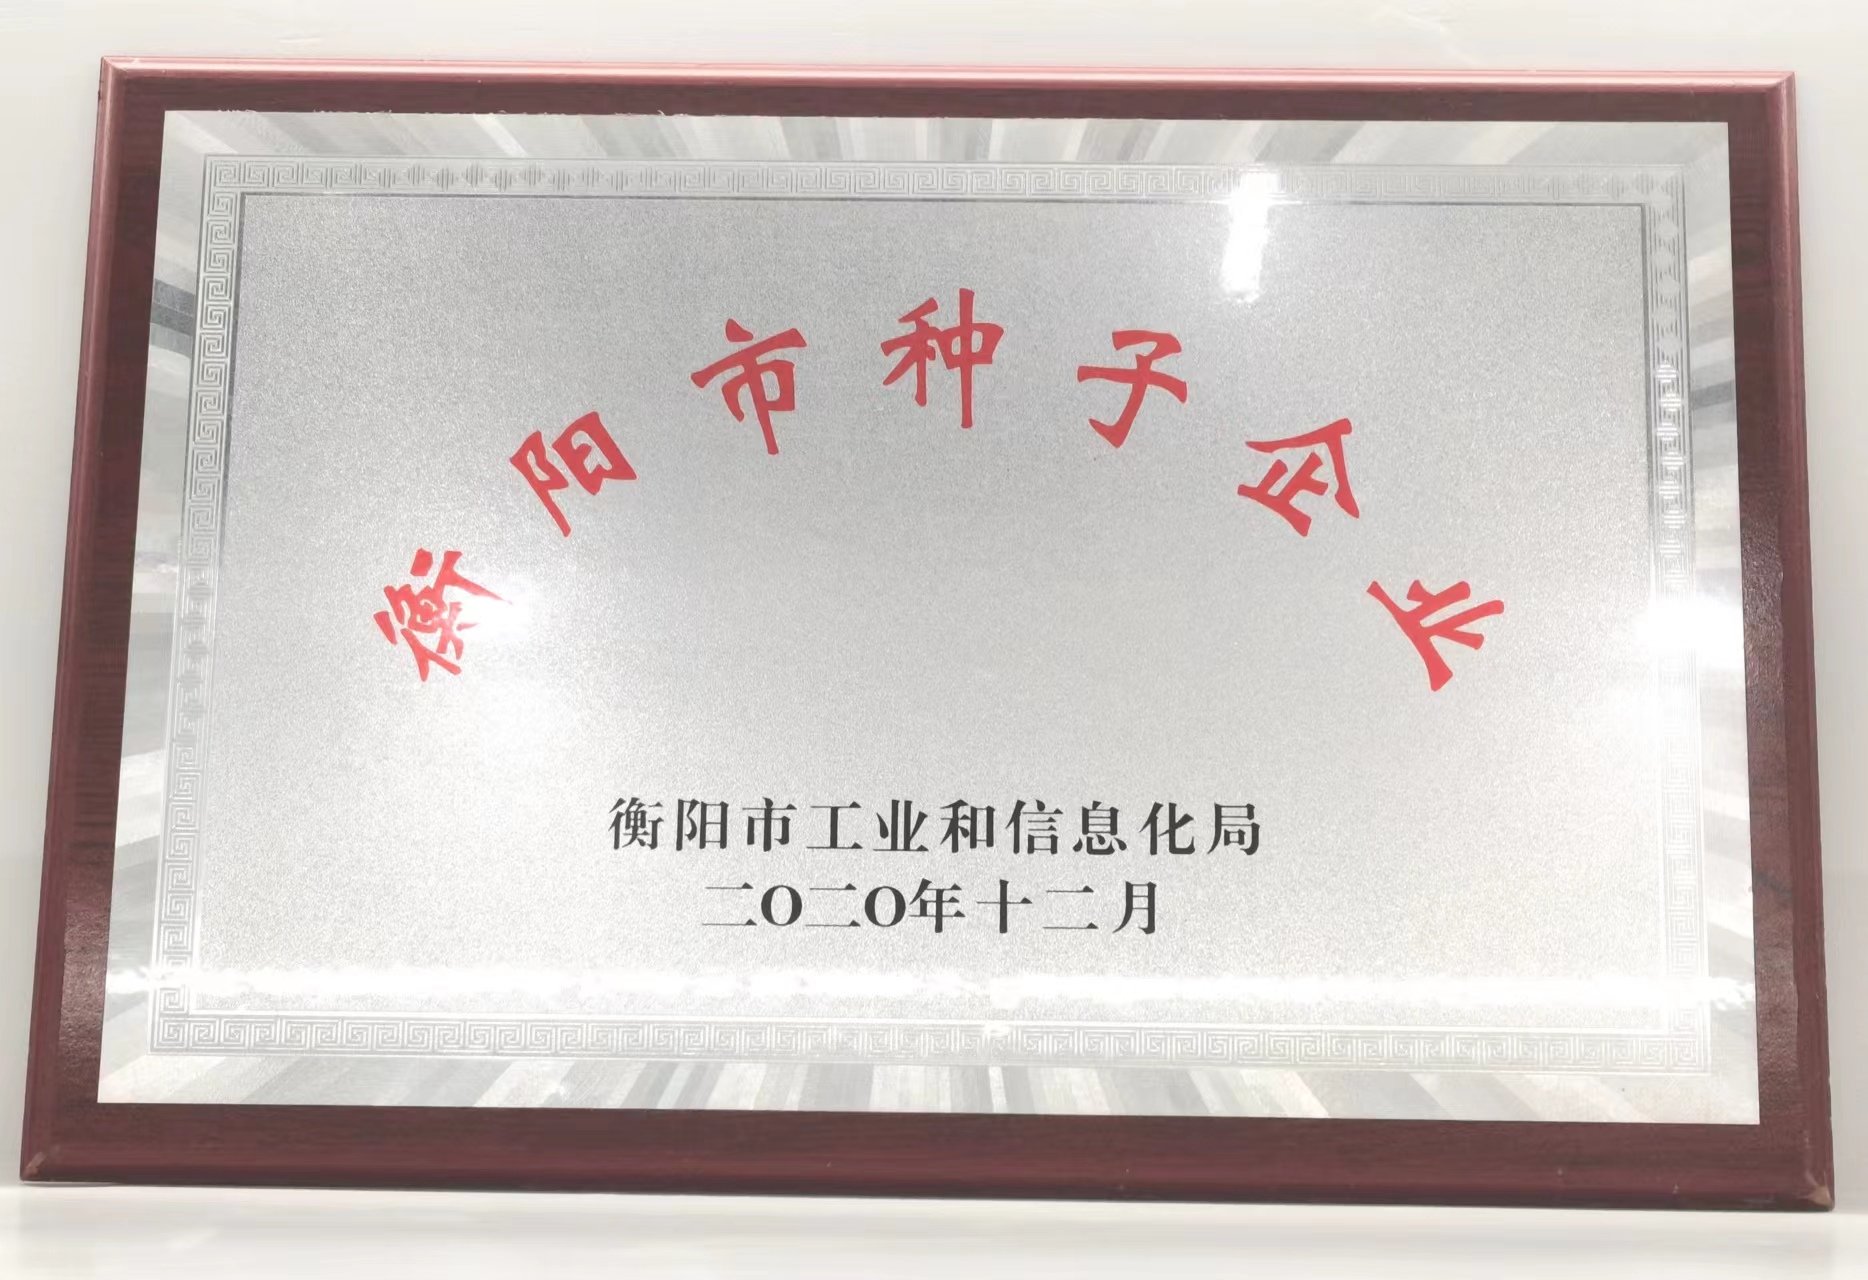 衡阳市种子企业
衡阳市工业和信息化局
二O二O年十二月